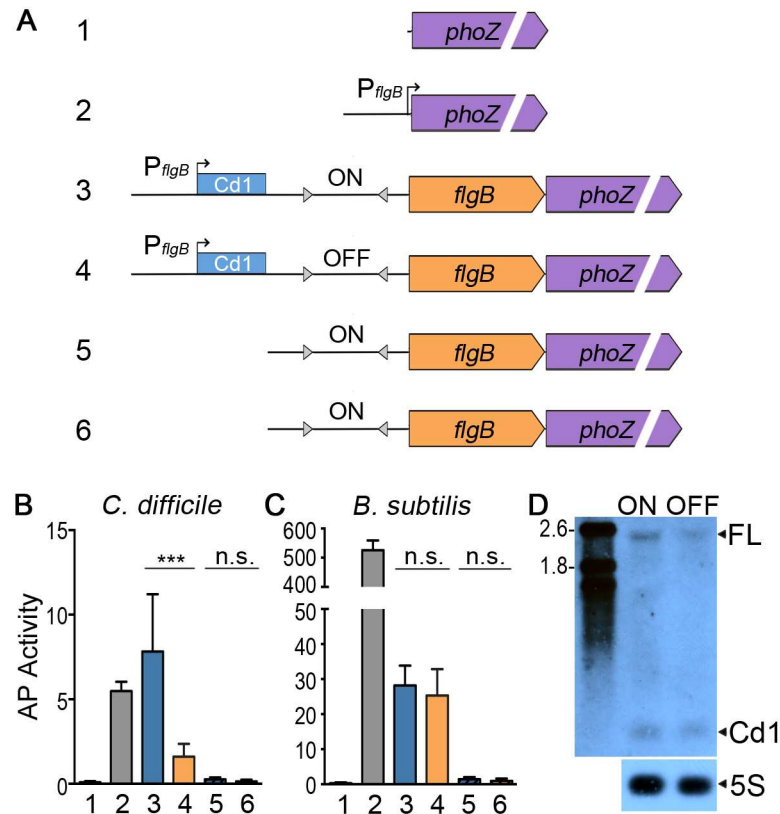 A
1 phoZ
2 PflgB phoZ
3 PflgB Cd1 ON flgB phoZ
4 PflgB Cd1 OFF flgB phoZ
5 ON flgB phoZ
6 ON flgB phoZ
B C. difficile
AP Activity
15
10
5
0
*** n.s.
1 2 3 4 5 6
C B. subtilis
600
500
400
50
40
30
20
10
0
n.s. n.s.
1 2 3 4 5 6
D ON OFF
2.6
1.8
FL
Cd1
5S